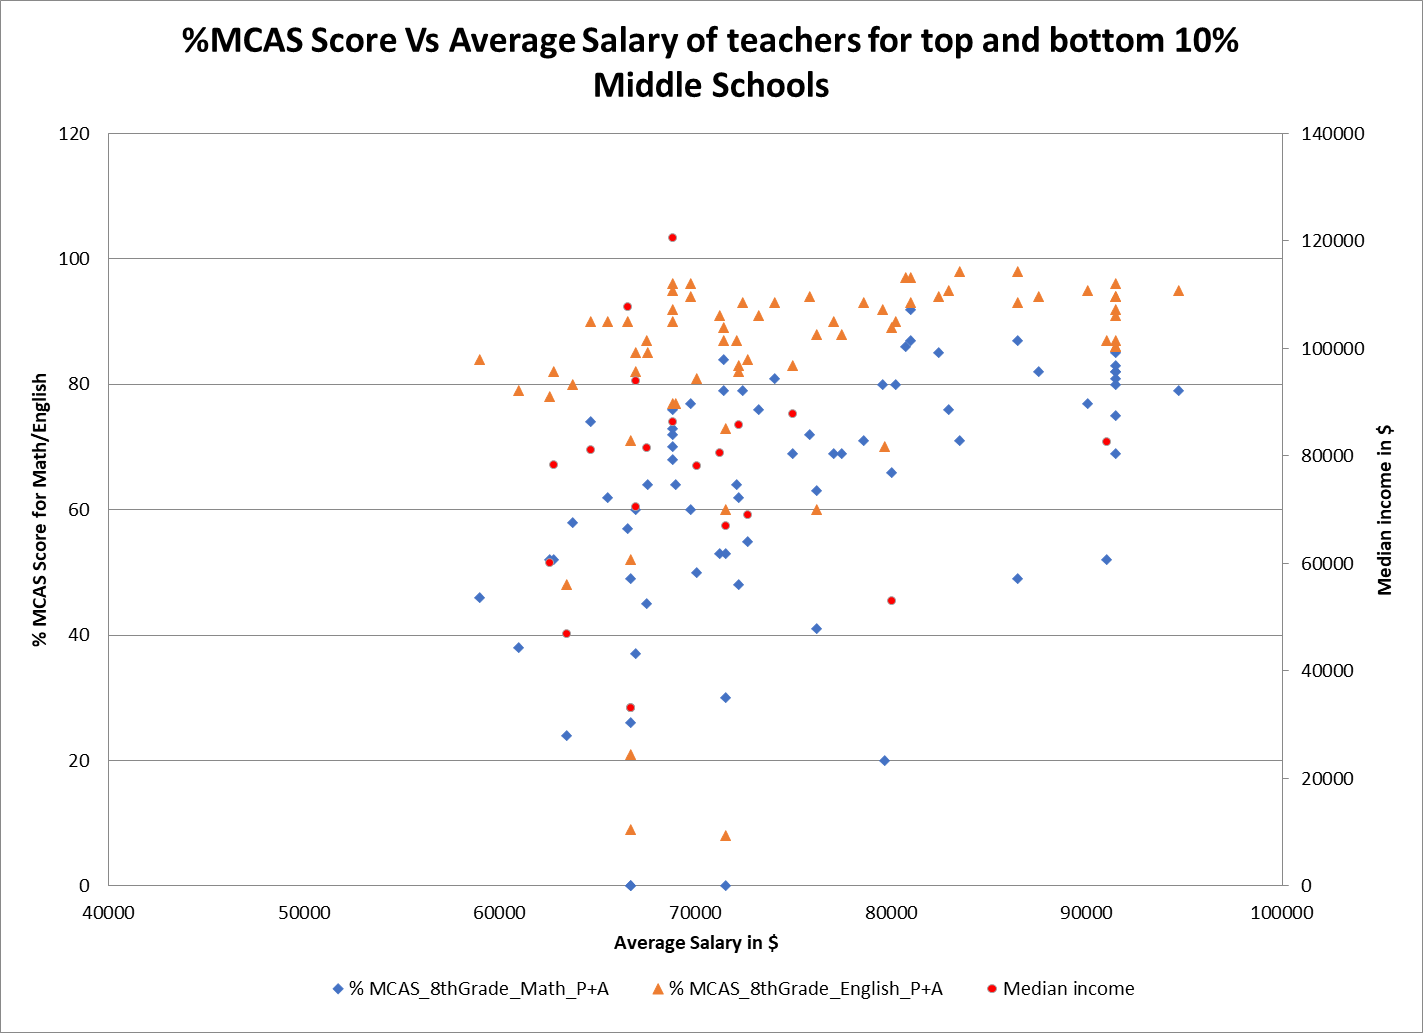 %MCAS Score Vs Average Salary of teachers for top and bottom 10%
Middle Schools
120
100
80
60
40
20
0
% MCAS Score for Math/English
140000
120000
100000
80000
60000
40000
20000
0
Median income in $
40000 50000 60000 70000 80000 90000 100000
Average Salary in $
% MCAS_8thGrade_Math_P+A % MCAS_8thGrade_English_P+A Median income